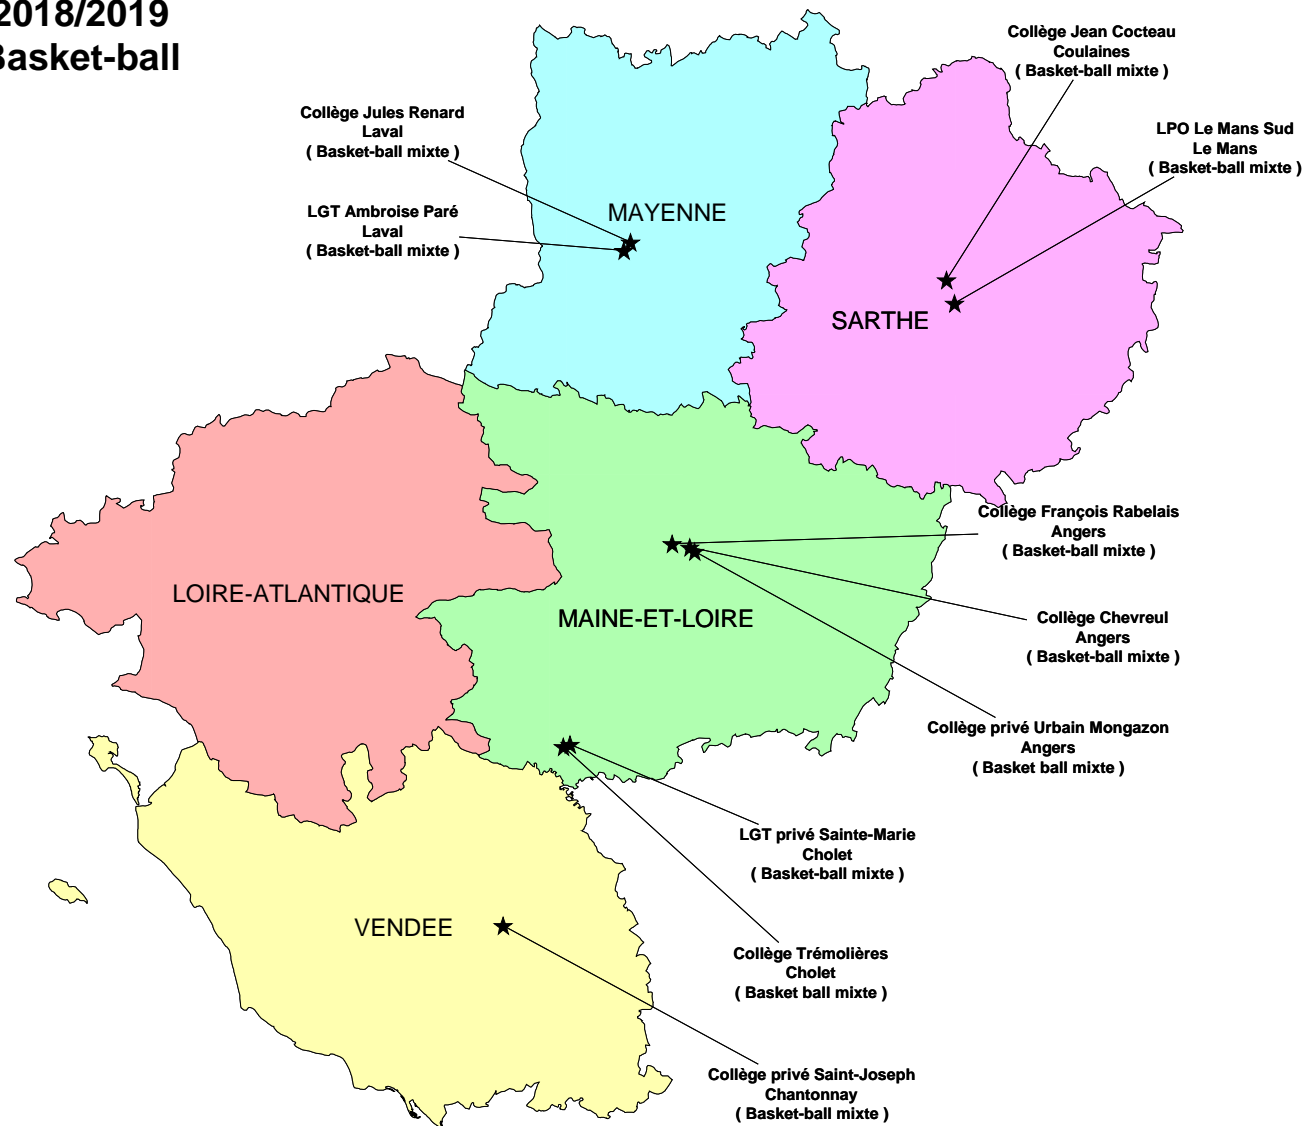 2018/2019
Basket-ball
Collège Jean Cocteau
Coulaines
( Basket-ball mixte )
Collège Jules Renard
Laval
( Basket-ball mixte )
LPO Le Mans Sud
Le Mans
( Basket-ball mixte )
LGT Ambroise Paré
Laval
( Basket-ball mixte )
MAYENNE
SARTHE
Collège François Rabelais
Angers
( Basket-ball mixte )
LOIRE-ATLANTIQUE
MAINE-ET-LOIRE
Collège Chevreul
Angers
( Basket-ball mixte )
Collège privé Urbain Mongazon
Angers
( Basket ball mixte )
LGT privé Sainte-Marie
Cholet
( Basket-ball mixte )
VENDEE
Collège Trémolières
Cholet
( Basket ball mixte )
Collège privé Saint-Joseph
Chantonnay
( Basket-ball mixte )